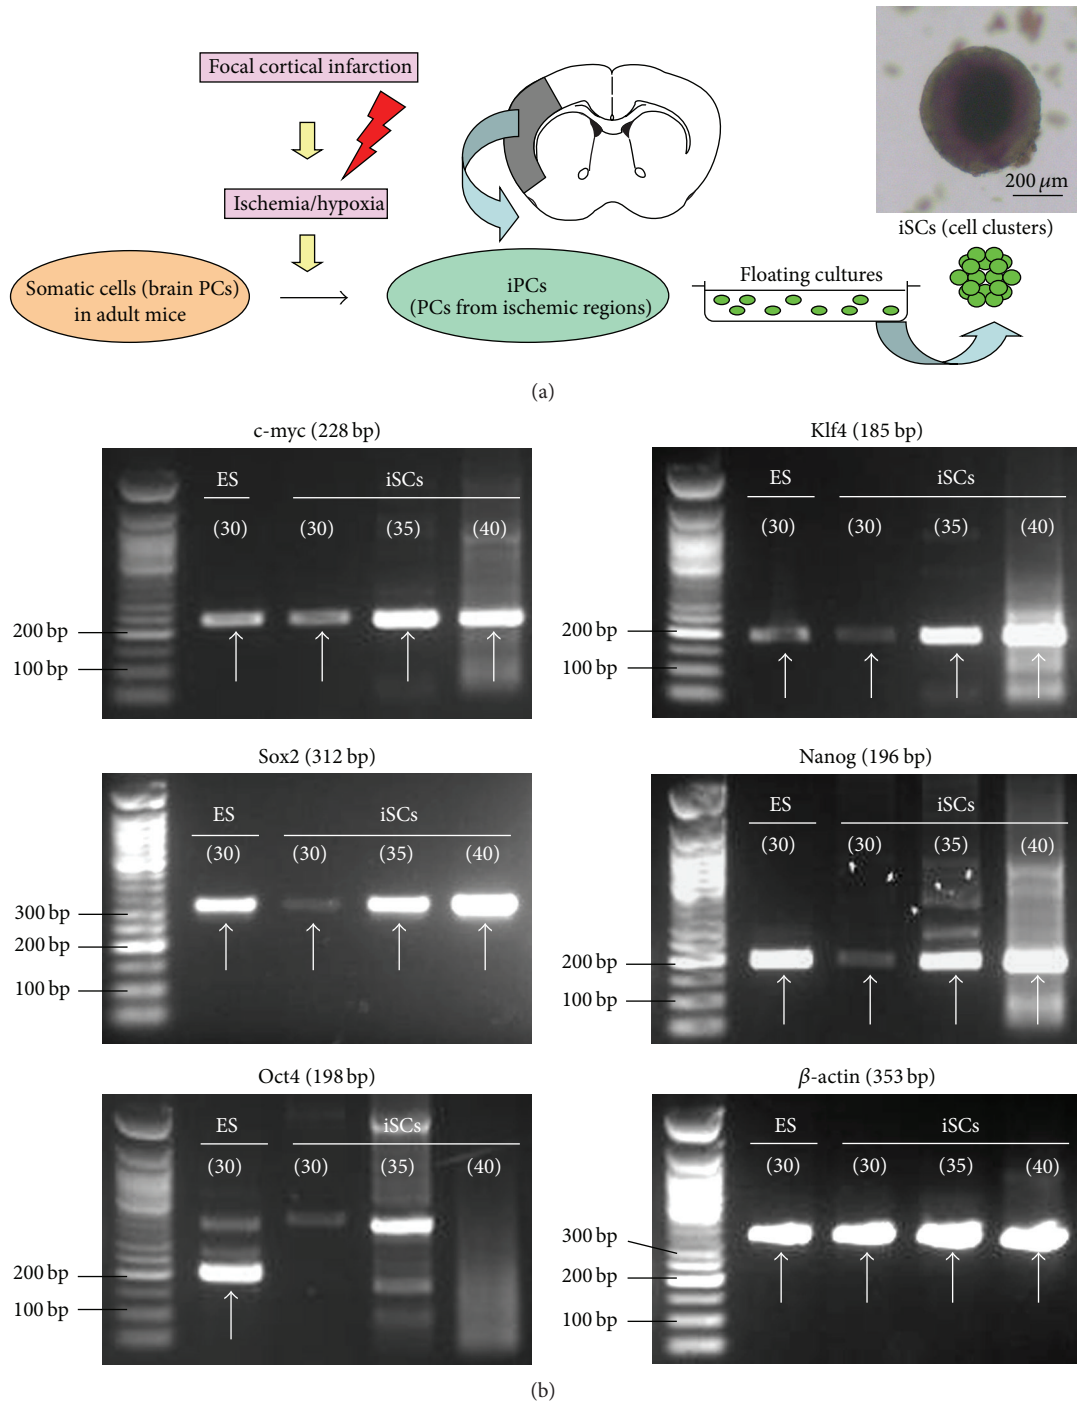 Focal cortical infarction
Ischemia/hypoxia
Somatic cells (brain PCs)
in adult mice
iPCs
(PCs from ischemic regions)
Floating cultures
200 μm
iSCs (cell clusters)
(a)
c-myc (228 bp)
ES
iSCs
(30)
(30)
(35)
(40)
200 bp
100 bp
Klf4 (185 bp)
ES
iSCs
(30)
(30)
(35)
(40)
200 bp
100 bp
Sox2 (312 bp)
ES
iSCs
(30)
(30)
(35)
(40)
300 bp
200 bp
100 bp
Nanog (196 bp)
ES
iSCs
(30)
(30)
(35)
(40)
200 bp
100 bp
Oct4 (198 bp)
ES
iSCs
(30)
(30)
(35)
(40)
200 bp
100 bp
β-actin (353 bp)
ES
iSCs
(30)
(30)
(35)
(40)
300 bp
200 bp
100 bp
(b)